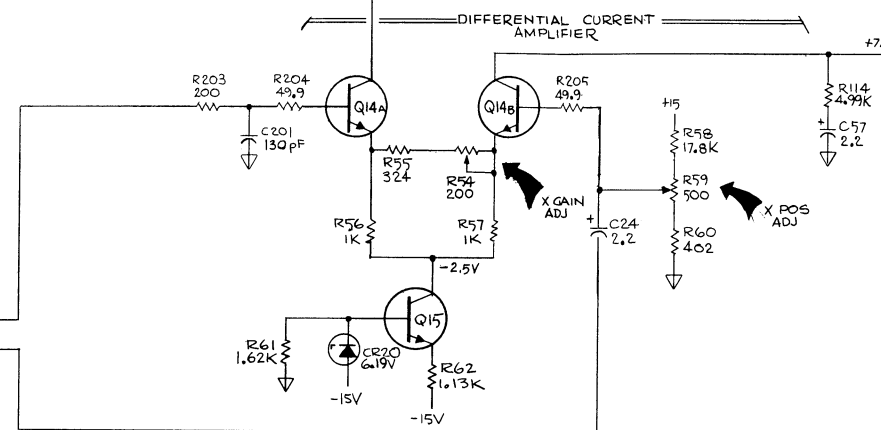 DIFFERENTIAL CURRENT
AMPLIFIER
+7.
R203
200
R204
49.9
Q14A
Q14B
R205
49.9
R114
4.99K
+15
C201
130pF
R58
17.8K
+
C57
2.2
R55
324
R54
200
X GAIN
ADJ
R59
500
X POS
ADJ
R56
1K
R57
1K
+
C24
2.2
R60
402
-2.5V
Q15
R61
1.62K
CR20
6.19V
R62
1.13K
-15V
-15V